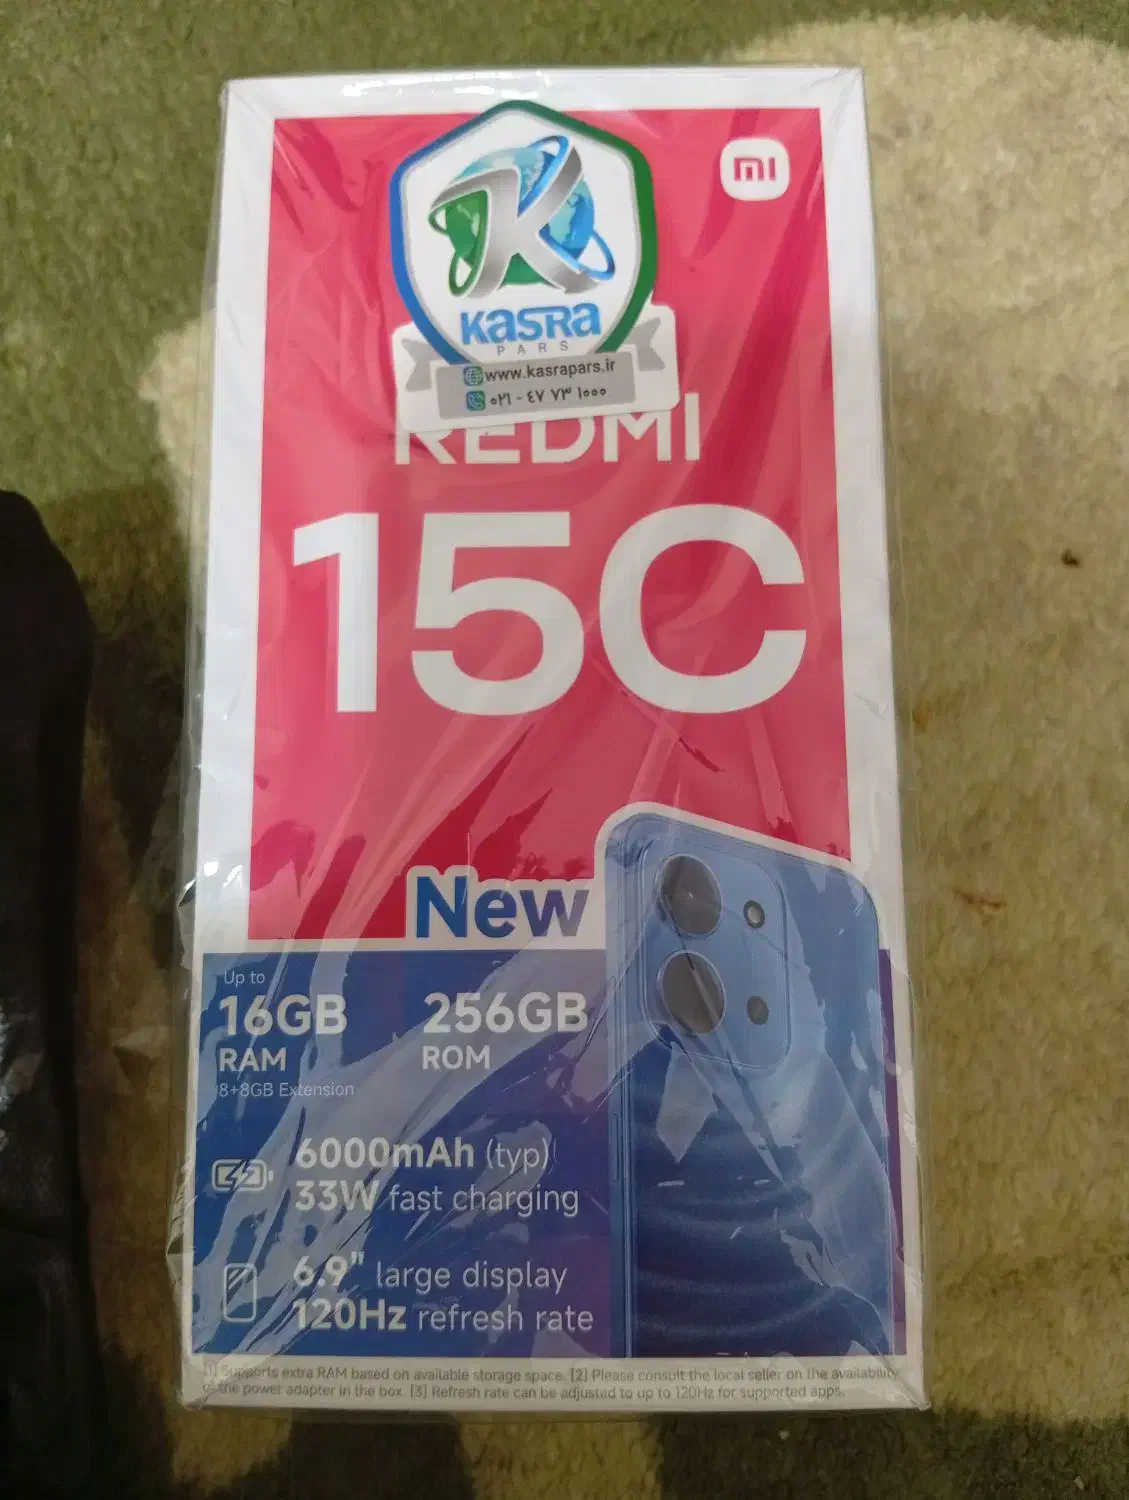 mi
K
KASRA
PARS
www.kasrapars.ir
۰۲۱ - ٤٧ ٧٣ ۱۰۰۰
REDMI
15C
New
Up to
16GB
RAM
8+8GB Extension
256GB
ROM
6000mAh (typ)
33W fast charging
6.9" large display
120Hz refresh rate
[1] Supports extra RAM based on available storage space. [2] Please consult the local seller on the availability
of the power adapter in the box. [3] Refresh rate can be adjusted to up to 120Hz for supported apps.